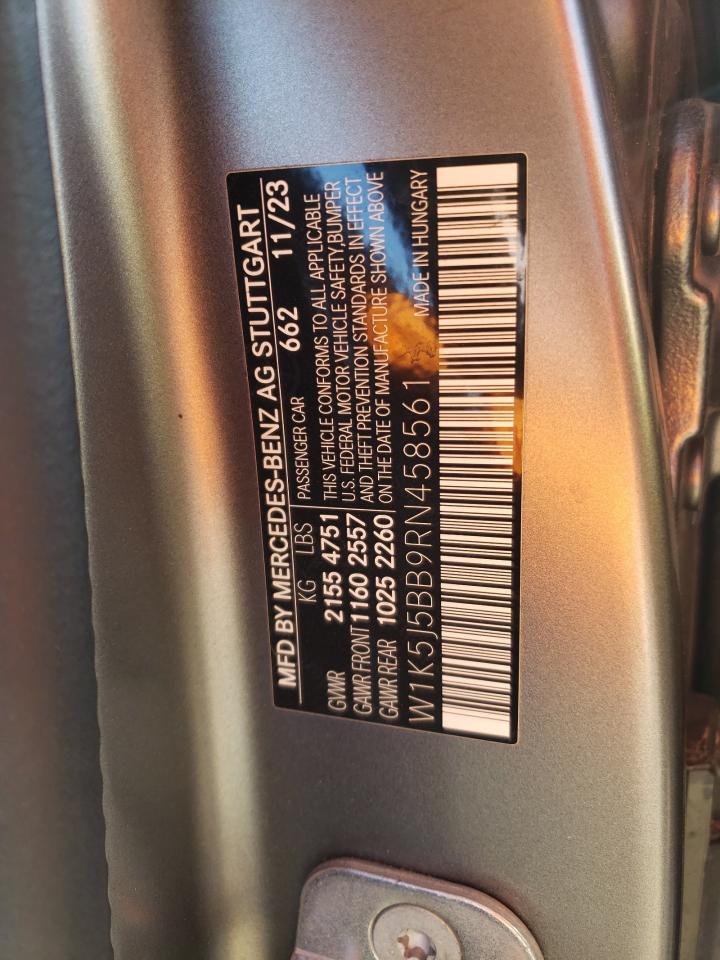 MFD BY MERCEDES-BENZ AG STUTTGART
KG LBS PASSENGER CAR 662 11/23
GVWR 2155 4751 THIS VEHICLE CONFORMS TO ALL APPLICABLE
GAWR FRONT 1160 2557 U.S. FEDERAL MOTOR VEHICLE SAFETY,BUMPER
AND THEFT PREVENTION STANDARDS IN EFFECT
GAWR REAR 1025 2260 ON THE DATE OF MANUFACTURE SHOWN ABOVE
W1K5J5BB9RN458561 MADE IN HUNGARY